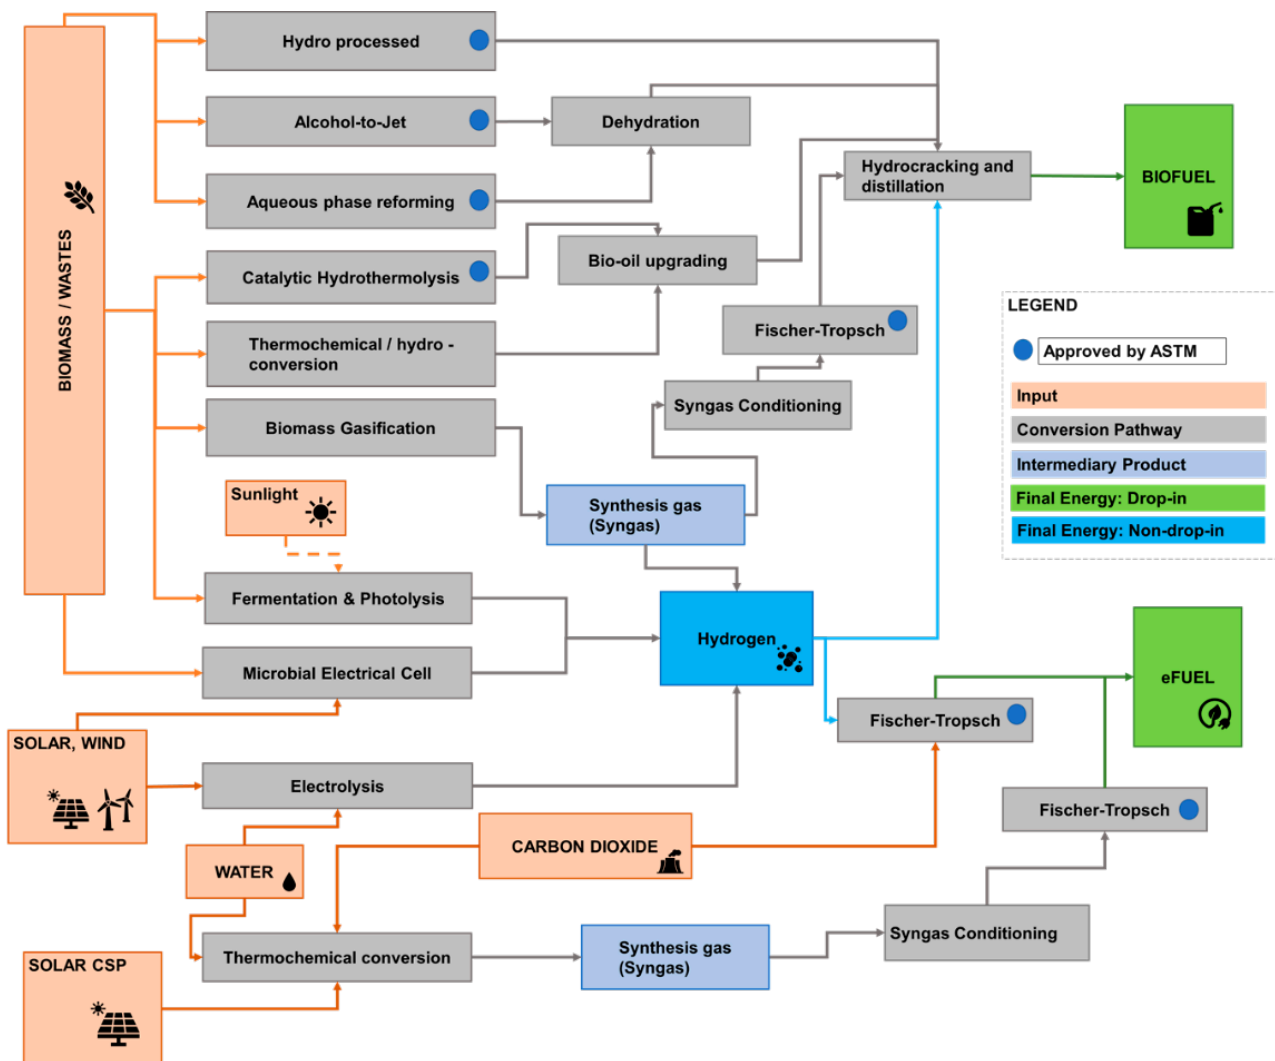 Hydro processed
Alcohol-to-Jet
Dehydration
Aqueous phase reforming
Hydrocracking and
distillation
BIOFUEL
BIOMASS / WASTES
Catalytic Hydrothermolysis
Bio-oil upgrading
Thermochemical / hydro -
conversion
Fischer-Tropsch
Biomass Gasification
Syngas Conditioning
LEGEND
Approved by ASTM
Input
Conversion Pathway
Intermediary Product
Final Energy: Drop-in
Final Energy: Non-drop-in
Sunlight
Synthesis gas
(Syngas)
Fermentation & Photolysis
Hydrogen
Microbial Electrical Cell
eFUEL
Fischer-Tropsch
SOLAR, WIND
Electrolysis
Fischer-Tropsch
WATER
CARBON DIOXIDE
Thermochemical conversion
Synthesis gas
(Syngas)
Syngas Conditioning
SOLAR CSP